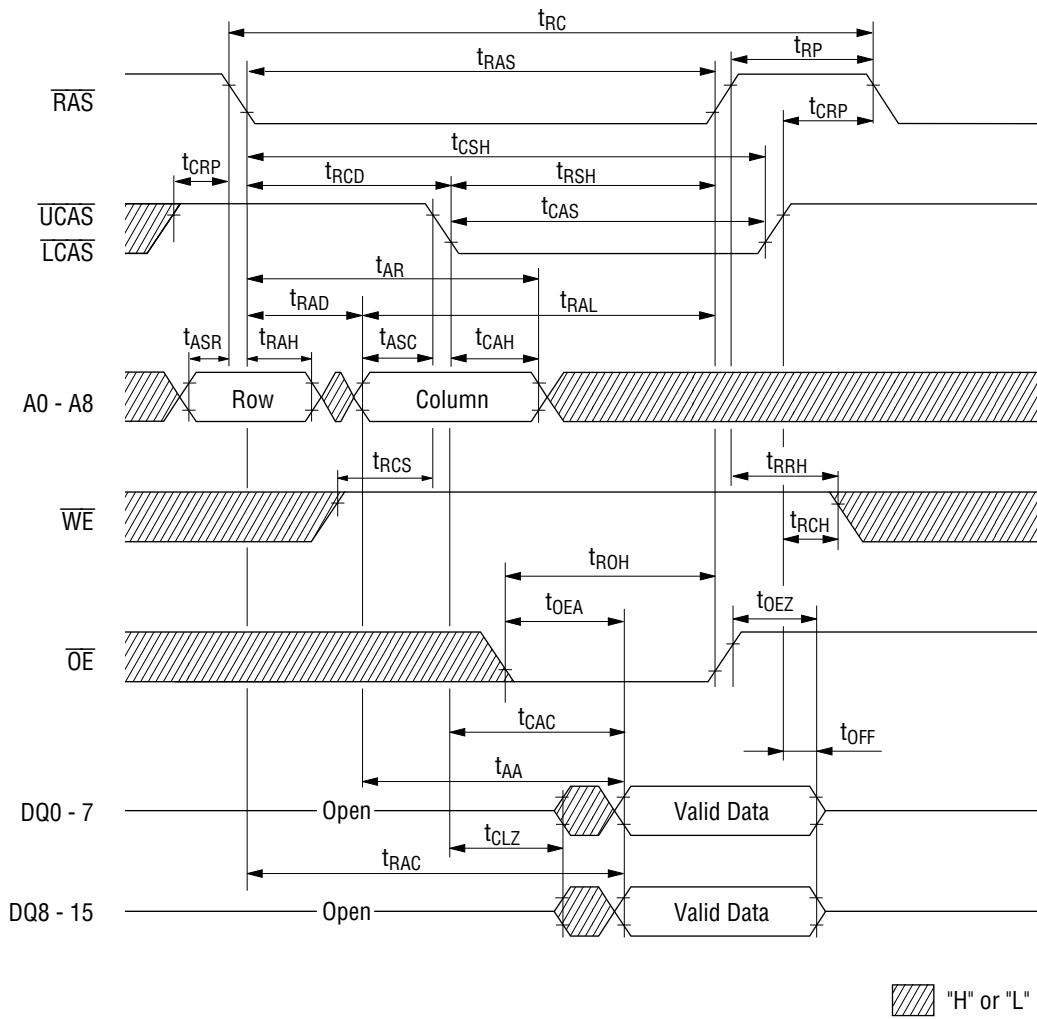 tRC
tRP
tRAS
RAS
tCRP
tCSH
tCRP
tRCD
tRSH
UCAS
tCAS
LCAS
tAR
tRAD
tRAL
tASR
tRAH
tASC
tCAH
A0 - A8
Row
Column
tRCS
tRRH
WE
tRCH
tROH
tOEA
tOEZ
OE
tCAC
tOFF
tAA
DQ0 - 7
Open
Valid Data
tCLZ
tRAC
DQ8 - 15
Open
Valid Data
"H" or "L"